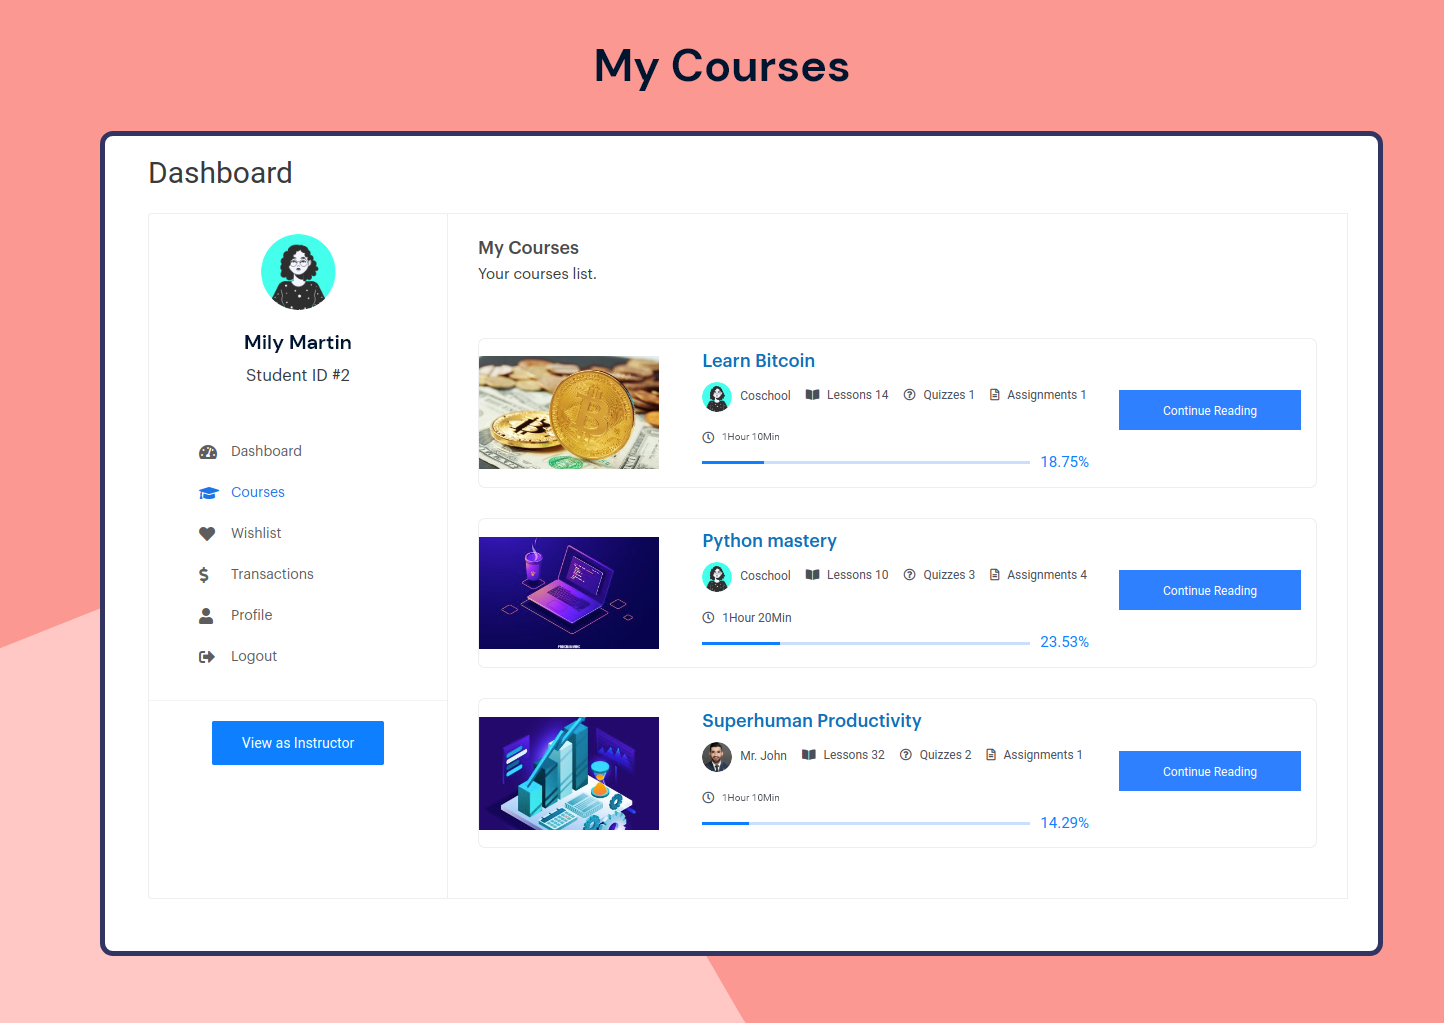 My Courses
Dashboard
Mily Martin
Student ID #2
Dashboard
Courses
Wishlist
Transactions
Profile
Logout
View as Instructor
My Courses
Your courses list.
Learn Bitcoin
Coschool Lessons 14 Quizzes 1 Assignments 1
Continue Reading
1Hour 10Min
18.75%
Python mastery
Coschool Lessons 10 Quizzes 3 Assignments 4
Continue Reading
1Hour 20Min
23.53%
Superhuman Productivity
Mr. John Lessons 32 Quizzes 2 Assignments 1
Continue Reading
1Hour 10Min
14.29%